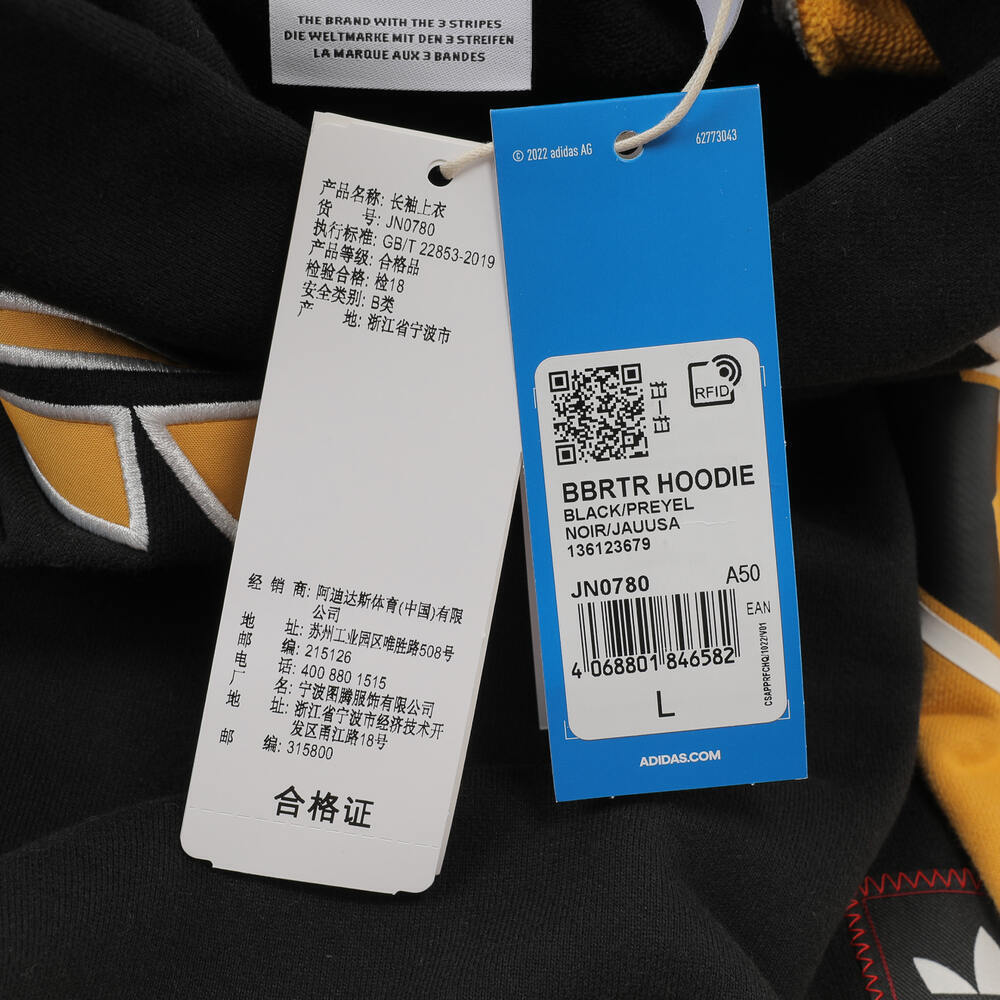 THE BRAND WITH THE 3 STRIPES
DIE WELTMARKE MIT DEN 3 STREIFEN
LA MARQUE AUX 3 BANDES
产品名称: 长袖上衣
货 号: JN0780
执行标准: GB/T 22853-2019
产品等级: 合格品
检验合格: 检18
安全类别: B类
产 地: 浙江省宁波市
经 销 商: 阿迪达斯体育(中国)有限
公司
地 址: 苏州工业园区唯胜路508号
邮 编: 215126
电 话: 400 880 1515
厂 名: 宁波图腾服饰有限公司
地 址: 浙江省宁波市经济技术开
发区甬江路18号
邮 编: 315800
合格证
© 2022 adidas AG
62773043
扫一扫
RFID
BBRTR HOODIE
BLACK/PREYEL
NOIR/JAUUSA
136123679
JN0780 A50
EAN
4 068801 846582
CSAPPRFCHQ/1022/V01
L
ADIDAS.COM